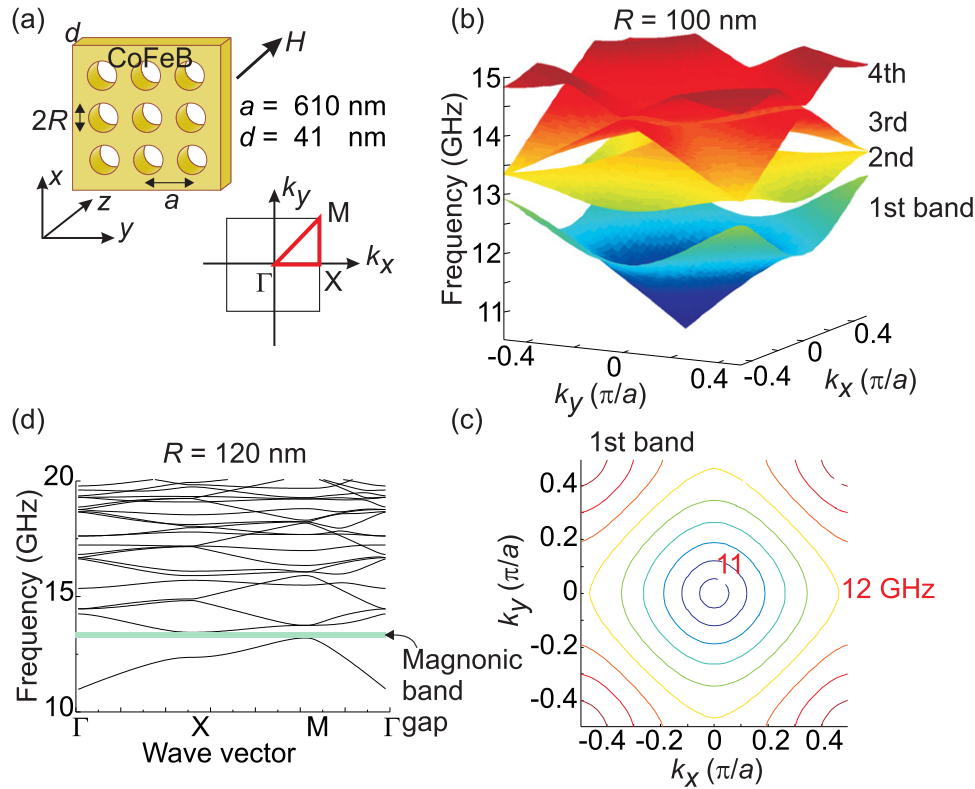 (a)
d
CoFeB
H
2R
a = 610 nm
d = 41 nm
a
x
z
y
k_y
M
Γ
X
k_x
(b)
R = 100 nm
Frequency (GHz)
15
14
13
12
11
4th
3rd
2nd
1st band
-0.4
0
0.4
k_y (π/a)
-0.4
0
0.4
k_x (π/a)
(d)
R = 120 nm
Frequency (GHz)
20
15
10
Γ
X
M
Γ
Wave vector
Magnonic
band
gap
(c)
1st band
k_y (π/a)
0.4
0.2
0
-0.2
-0.4
11
12 GHz
-0.4
-0.2
0
0.2
0.4
k_x (π/a)